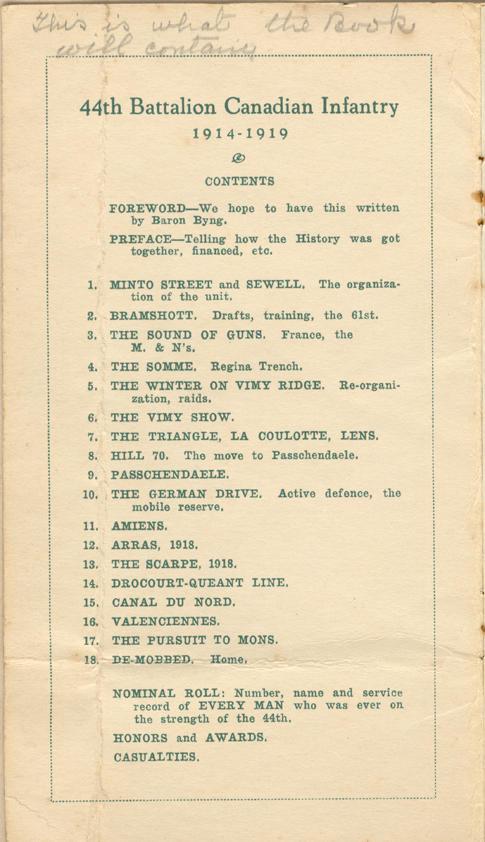 This is what the Book
will contain
44th Battalion Canadian Infantry
1914-1919
CONTENTS
FOREWORD—We hope to have this written
by Baron Byng.
PREFACE—Telling how the History was got
together, financed, etc.
1. MINTO STREET and SEWELL. The organiza-
tion of the unit.
2. BRAMSHOTT. Drafts, training, the 61st.
3. THE SOUND OF GUNS. France, the
M. & N's.
4. THE SOMME. Regina Trench.
5. THE WINTER ON VIMY RIDGE. Re-organi-
zation, raids.
6. THE VIMY SHOW.
7. THE TRIANGLE, LA COULOTTE, LENS.
8. HILL 70. The move to Passchendaele.
9. PASSCHENDAELE.
10. THE GERMAN DRIVE. Active defence, the
mobile reserve.
11. AMIENS.
12. ARRAS, 1918.
13. THE SCARPE, 1918.
14. DROCOURT-QUEANT LINE.
15. CANAL DU NORD.
16. VALENCIENNES.
17. THE PURSUIT TO MONS.
18. DE-MOBBED. Home.
NOMINAL ROLL: Number, name and service
record of EVERY MAN who was ever on
the strength of the 44th.
HONORS and AWARDS.
CASUALTIES.